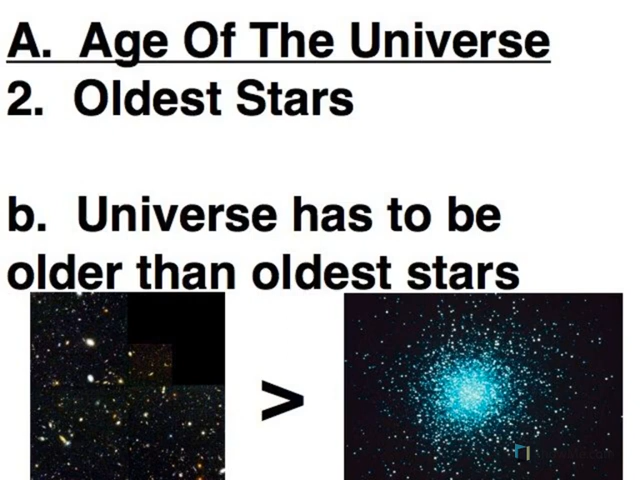 A. Age Of The Universe
2. Oldest Stars
b. Universe has to be
older than oldest stars
>